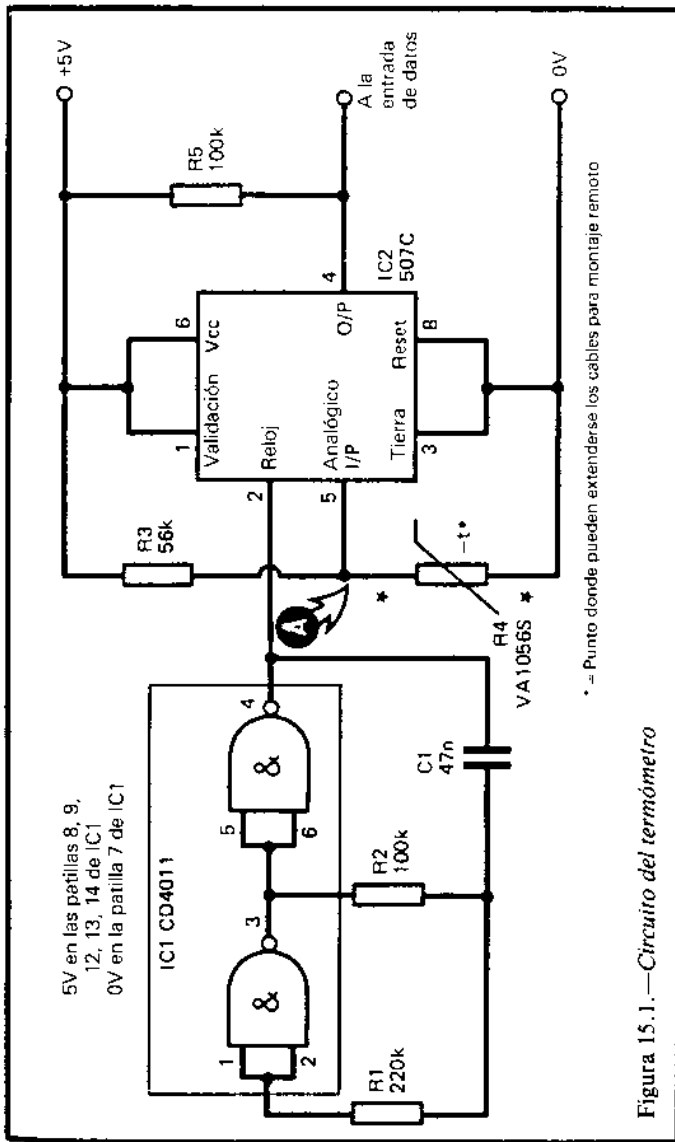 5V en las patillas 8, 9,
12, 13, 14 de IC1
0V en la patilla 7 de IC1
IC1 CD4011
1
2
&
3
5
6
&
4
R1
220k
R2
100k
C1
47n
A
R3
56k
*
R4
VA1056S
-t*
*
1
Validación
6
Vcc
2
Reloj
5
Analógico
I/P
4
O/P
3
Tierra
8
Reset
IC2
507C
R5
100k
+5V
A la
entrada
de datos
0V
* = Punto donde pueden extenderse los cables para montaje remoto
Figura 15.1.—Circuito del termómetro